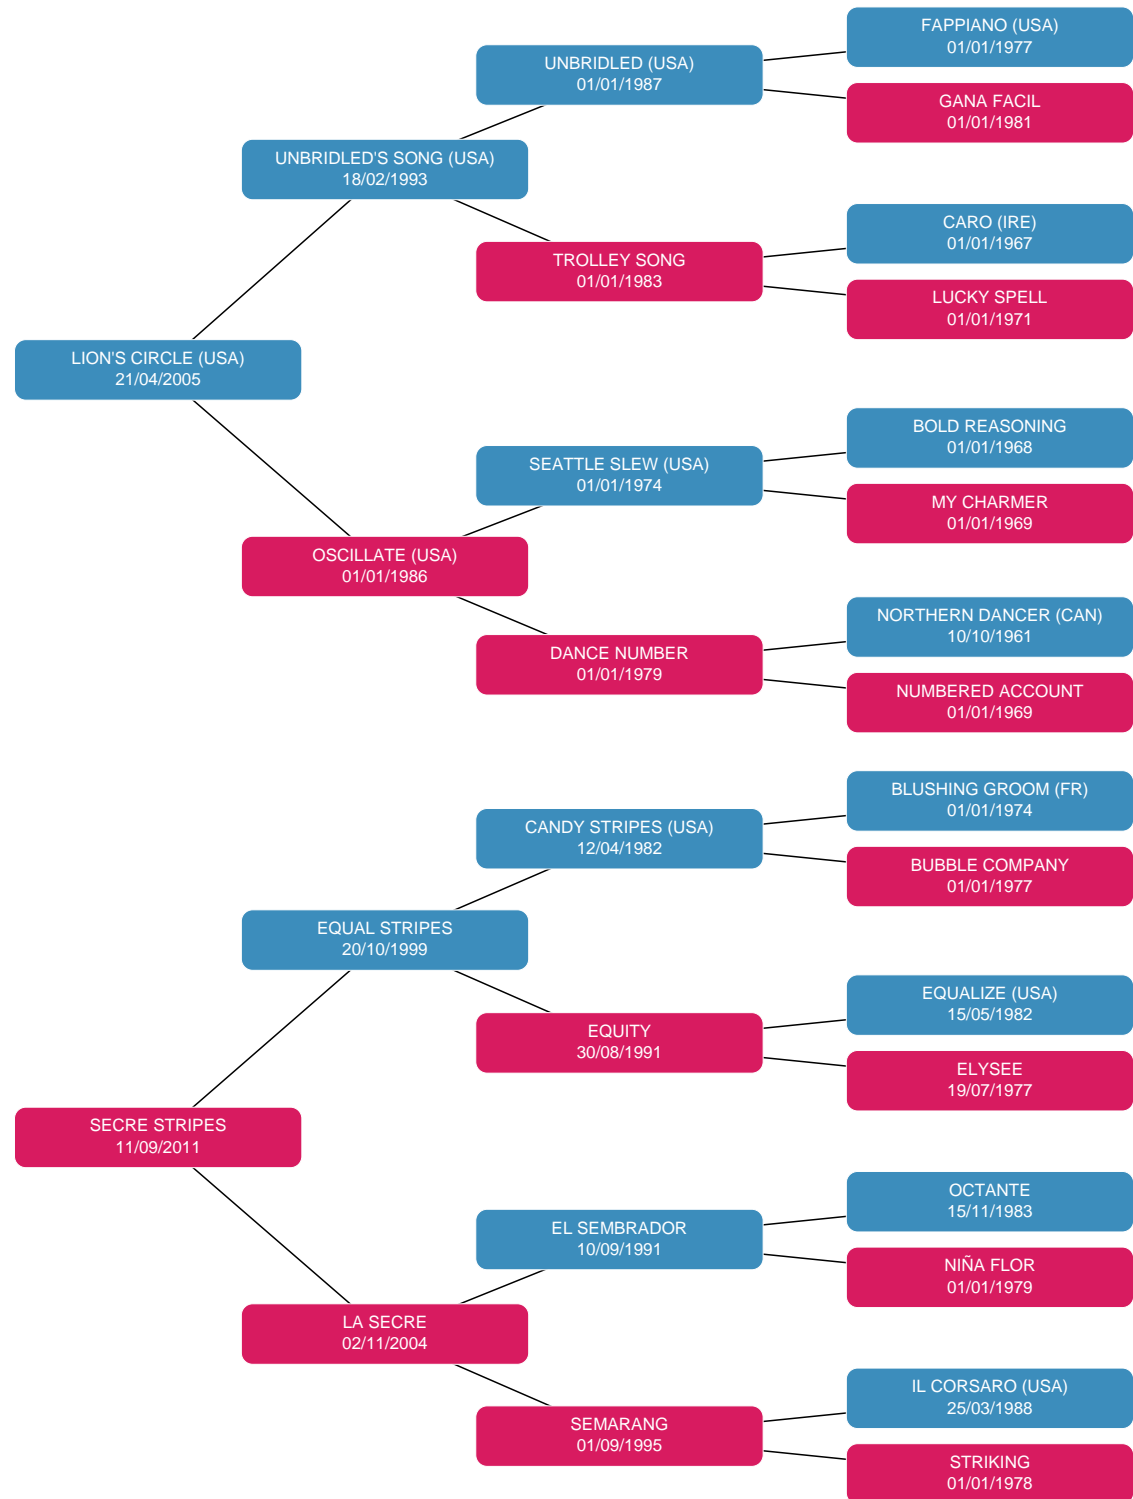 FAPPIANO (USA)
01/01/1977
UNBRIDLED (USA)
01/01/1987
GANA FACIL
01/01/1981
UNBRIDLED'S SONG (USA)
18/02/1993
CARO (IRE)
01/01/1967
TROLLEY SONG
01/01/1983
LUCKY SPELL
01/01/1971
LION'S CIRCLE (USA)
21/04/2005
BOLD REASONING
01/01/1968
SEATTLE SLEW (USA)
01/01/1974
MY CHARMER
01/01/1969
OSCILLATE (USA)
01/01/1986
NORTHERN DANCER (CAN)
10/10/1961
DANCE NUMBER
01/01/1979
NUMBERED ACCOUNT
01/01/1969
BLUSHING GROOM (FR)
01/01/1974
CANDY STRIPES (USA)
12/04/1982
BUBBLE COMPANY
01/01/1977
EQUAL STRIPES
20/10/1999
EQUALIZE (USA)
15/05/1982
EQUITY
30/08/1991
ELYSEE
19/07/1977
SECRE STRIPES
11/09/2011
OCTANTE
15/11/1983
EL SEMBRADOR
10/09/1991
NIÑA FLOR
01/01/1979
LA SECRE
02/11/2004
IL CORSARO (USA)
25/03/1988
SEMARANG
01/09/1995
STRIKING
01/01/1978